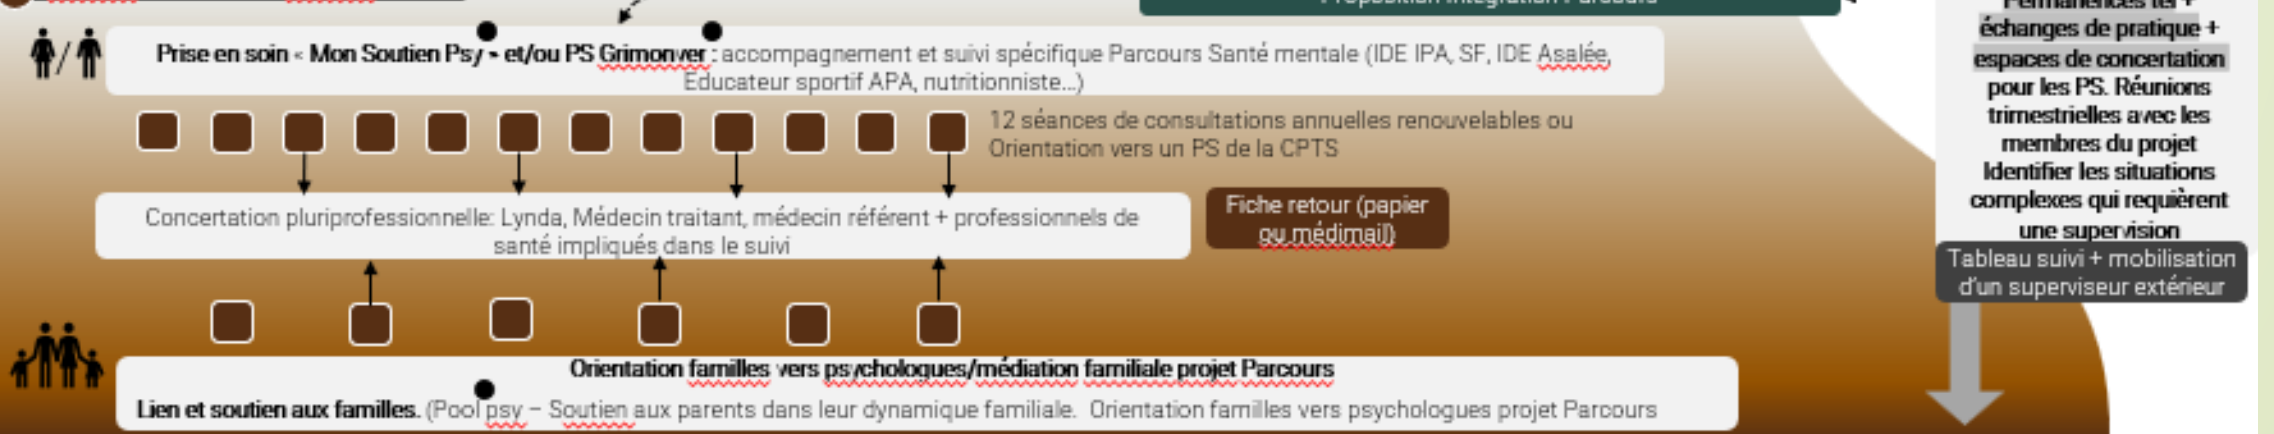 Proposition intégration Parcours
Prise en soin « Mon Soutien Psy » et/ou PS Grimonver : accompagnement et suivi spécifique Parcours Santé mentale (IDE IPA, SF, IDE Asalée,
Educateur sportif APA, nutritionniste...)
12 séances de consultations annuelles renouvelables ou
Orientation vers un PS de la CPTS
Concertation pluriprofessionnelle: Lynda, Médecin traitant, médecin référent + professionnels de
santé impliqués dans le suivi
Fiche retour (papier
ou médimail)
Orientation familles vers psychologues/médiation familiale projet Parcours
Lien et soutien aux familles. (Pool psy – Soutien aux parents dans leur dynamique familiale. Orientation familles vers psychologues projet Parcours
Permanences tel +
échanges de pratique +
espaces de concertation
pour les PS. Réunions
trimestrielles avec les
membres du projet
Identifier les situations
complexes qui requièrent
une supervision
Tableau suivi + mobilisation
d'un superviseur extérieur